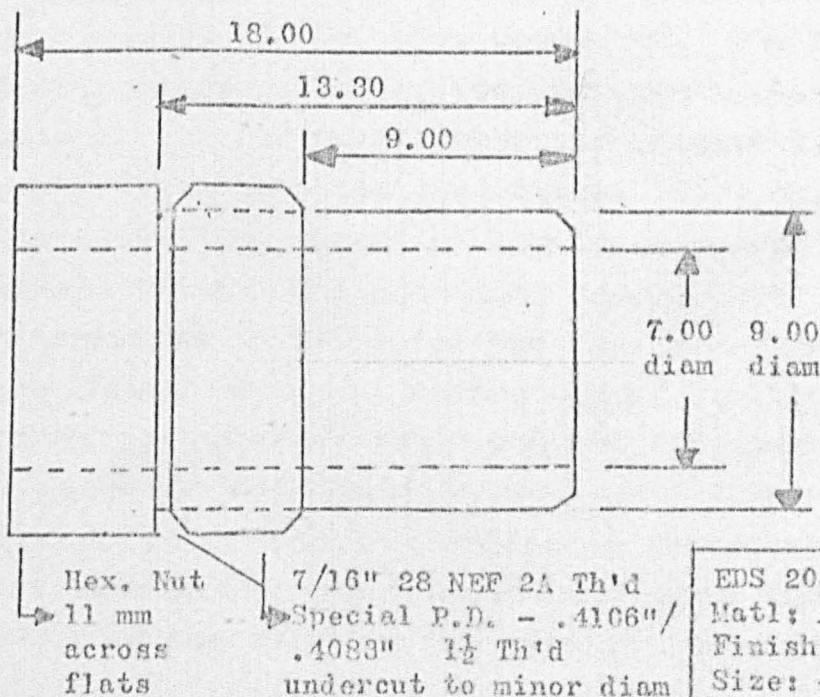 18.00
13.30
9.00
7.00 9.00
diam diam
Hex. Nut
11 mm
across
flats
7/16" 28 NEF 2A Th'd
Special P.D. - .4106"/
.4083" 1½ Th'd
undercut to minor diam
EDS 20
Matl:
Finish
Size: